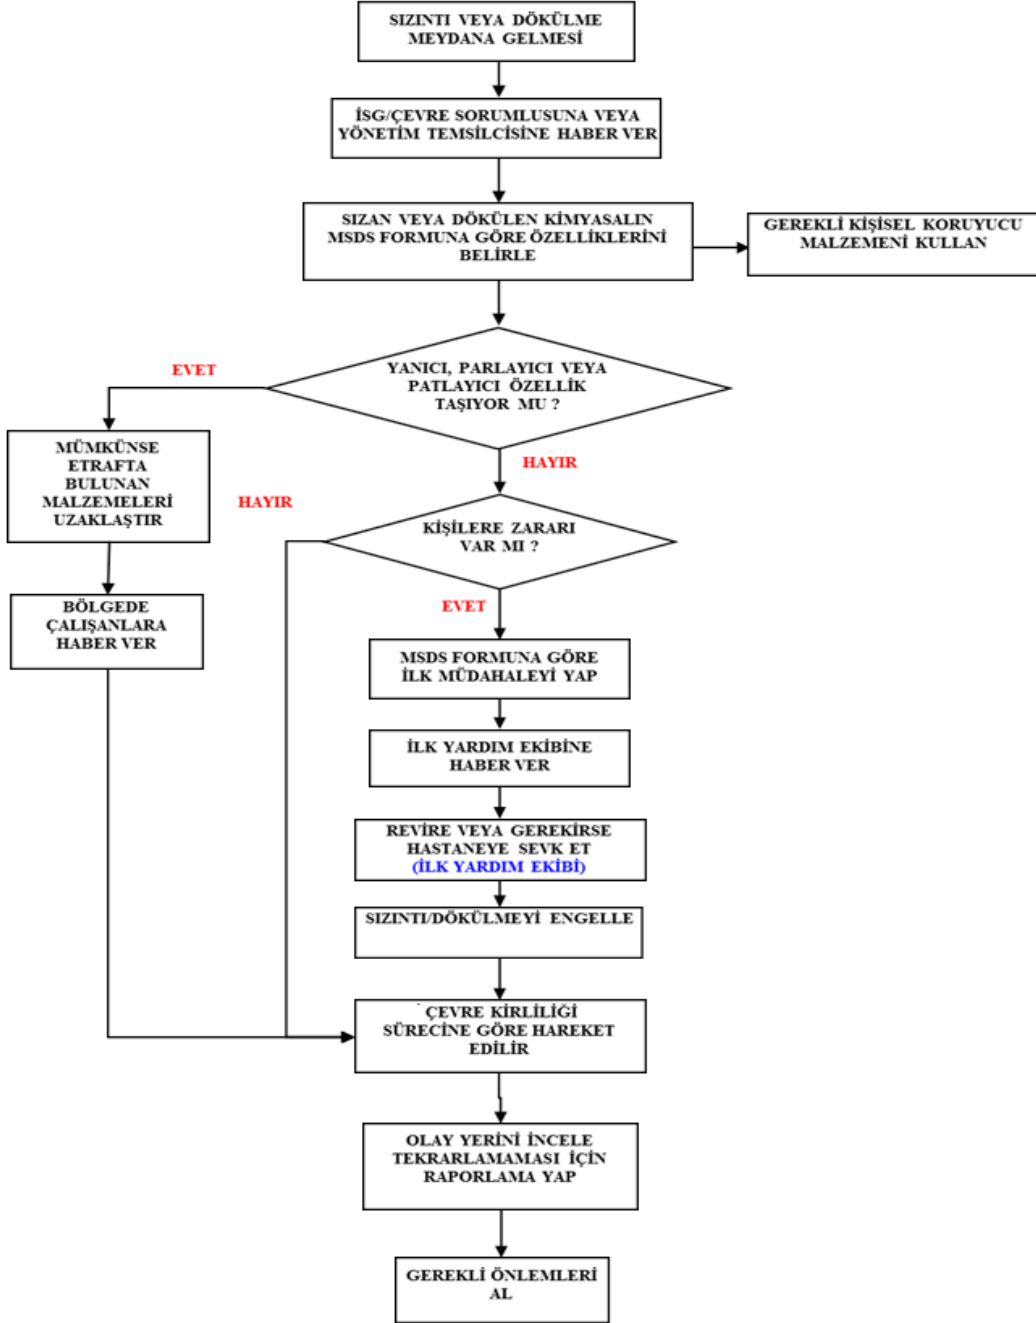 SIZINTI VEYA DÖKÜLME
MEYDANA GELMESİ
İSG/ÇEVRE SORUMLUSUNA VEYA
YÖNETİM TEMSİLCİSİNE HABER VER
SIZAN VEYA DÖKÜLEN KİMYASALIN
MSDS FORMUNA GÖRE ÖZELLİKLERİNİ
BELİRLE
GEREKLİ KİŞİSEL KORUYUCU
MALZEMENİ KULLAN
YANICI, PARLAYICI VEYA
PATLAYICI ÖZELLİK
TAŞIYOR MU ?
EVET
MÜMKÜNSE
ETRAFTA
BULUNAN
MALZEMELERİ
UZAKLAŞTIR
HAYIR
HAYIR
KİŞİLERE ZARARI
VAR MI ?
BÖLGEDE
ÇALIŞANLARA
HABER VER
EVET
MSDS FORMUNA GÖRE
İLK MÜDAHALEYİ YAP
İLK YARDIM EKİBİNE
HABER VER
REVİRE VEYA GEREKİRSE
HASTANEYE SEVK ET
(İLK YARDIM EKİBİ)
SIZINTI/DÖKÜLMEYİ ENGELLE
ÇEVRE KİRLİLİĞİ
SÜRECİNE GÖRE HAREKET
EDİLİR
OLAY YERİNİ İNCELE
TEKRARLAMAMASI İÇİN
RAPORLAMA YAP
GEREKLİ ÖNLEMLERİ
AL